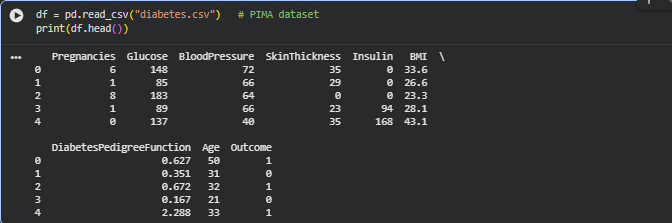 df = pd.read_csv("diabetes.csv")   # PIMA dataset
print(df.head())
   Pregnancies  Glucose  BloodPressure  SkinThickness  Insulin   BMI  \
0            6      148             72             35        0  33.6
1            1       85             66             29        0  26.6
2            8      183             64              0        0  23.3
3            1       89             66             23       94  28.1
4            0      137             40             35      168  43.1
   DiabetesPedigreeFunction  Age  Outcome
0                     0.627   50        1
1                     0.351   31        0
2                     0.672   32        1
3                     0.167   21        0
4                     2.288   33        1